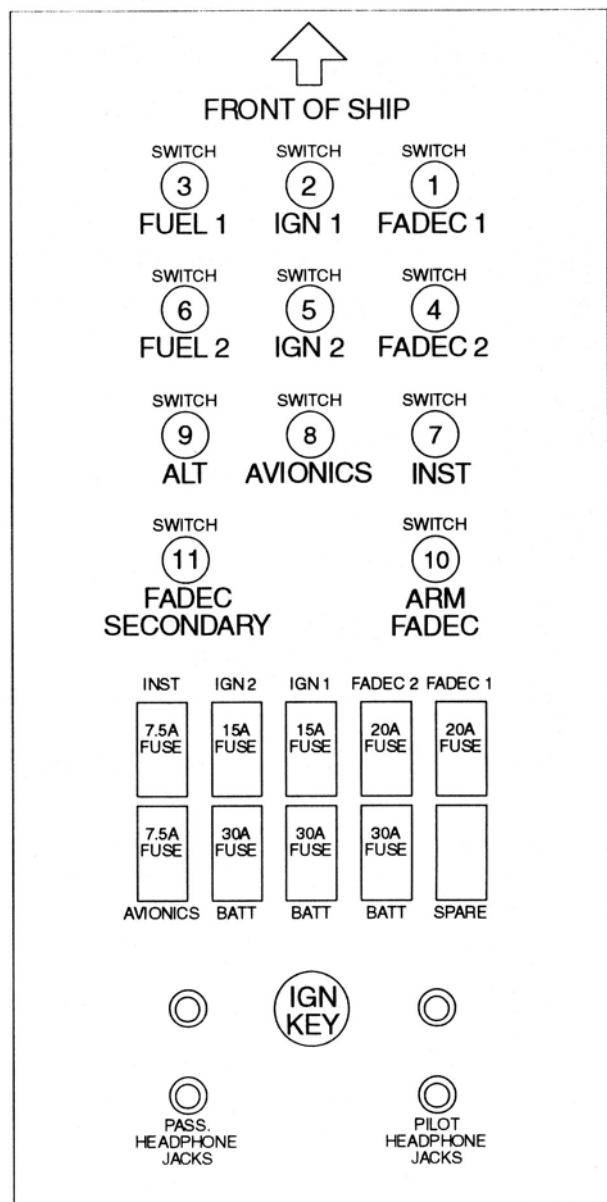 FRONT OF SHIP
SWITCH SWITCH SWITCH
3 2 1
FUEL 1 IGN 1 FADEC 1
SWITCH SWITCH SWITCH
6 5 4
FUEL 2 IGN 2 FADEC 2
SWITCH SWITCH SWITCH
9 8 7
ALT AVIONICS INST
SWITCH SWITCH
11 10
FADEC ARM
SECONDARY FADEC
INST IGN 2 IGN 1 FADEC 2 FADEC 1
7.5A 15A 15A 20A 20A
FUSE FUSE FUSE FUSE FUSE
7.5A 30A 30A 30A
FUSE FUSE FUSE FUSE
AVIONICS BATT BATT BATT SPARE
IGN
KEY
PASS. PILOT
HEADPHONE HEADPHONE
JACKS JACKS